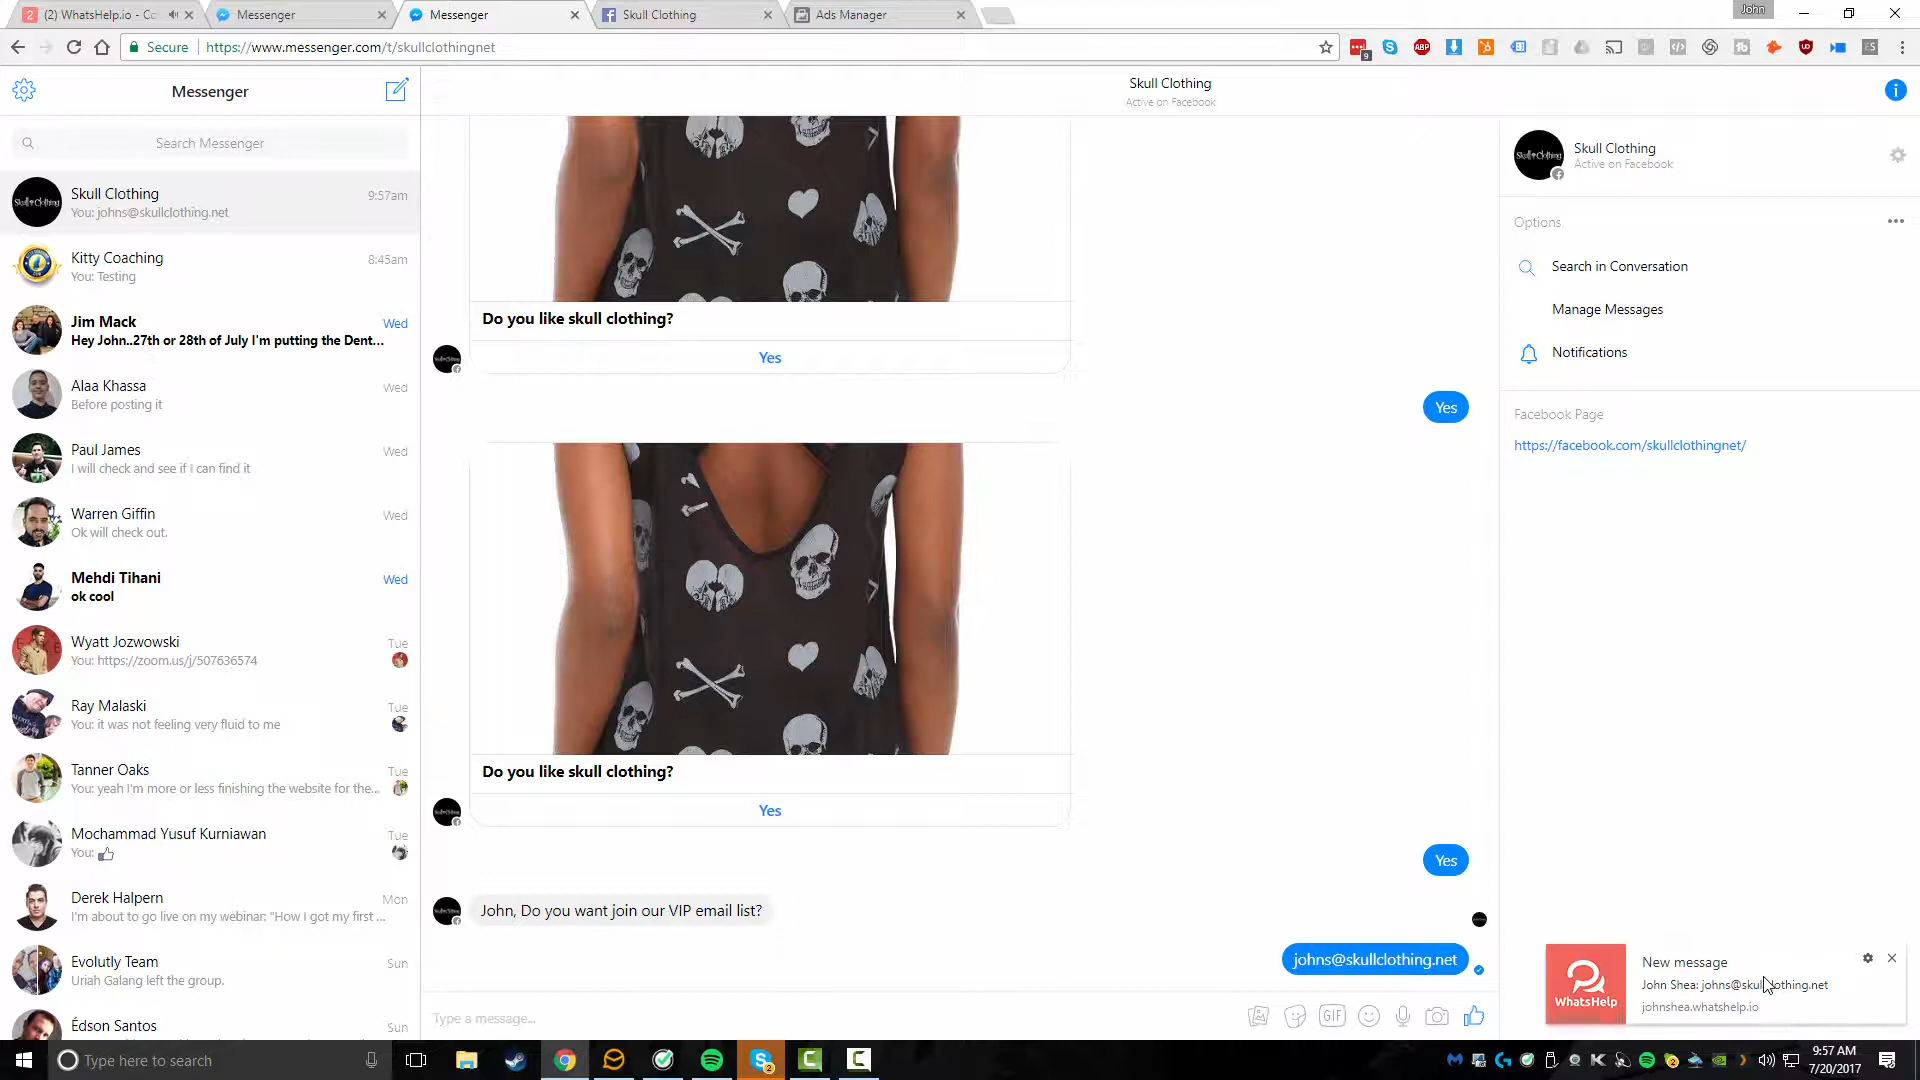 (2) WhatsHelp.io - Co
Messenger
Messenger
Skull Clothing
Ads Manager
John
Secure
https://www.messenger.com/t/skullclothingnet
9
ABP
ES
Messenger
Search Messenger
Skull Clothing
9:57am
You: johns@skullclothing.net
Kitty Coaching
8:45am
You: Testing
Jim Mack
Wed
Hey John..27th or 28th of July I'm putting the Dent...
Alaa Khassa
Wed
Before posting it
Paul James
Wed
I will check and see if I can find it
Warren Giffin
Wed
Ok will check out.
Mehdi Tihani
Wed
ok cool
Wyatt Jozwowski
Tue
You: https://zoom.us/j/507636574
Ray Malaski
Tue
You: it was not feeling very fluid to me
Tanner Oaks
Tue
You: yeah I'm more or less finishing the website for the...
Mochammad Yusuf Kurniawan
Tue
You:
Derek Halpern
Mon
I'm about to go live on my webinar: "How I got my first ...
Evolutly Team
Sun
Uriah Galang left the group.
Édson Santos
Sun
Skull Clothing
Active on Facebook
Do you like skull clothing?
Yes
Yes
Do you like skull clothing?
Yes
Yes
John, Do you want join our VIP email list?
johns@skullclothing.net
Type a message...
GIF
Skull Clothing
Skull Clothing
Active on Facebook
Options
Search in Conversation
Manage Messages
Notifications
Facebook Page
https://facebook.com/skullclothingnet/
WhatsHelp
New message
John Shea: johns@skullclothing.net
johnshea.whatshelp.io
Type here to search
9:57 AM
7/20/2017